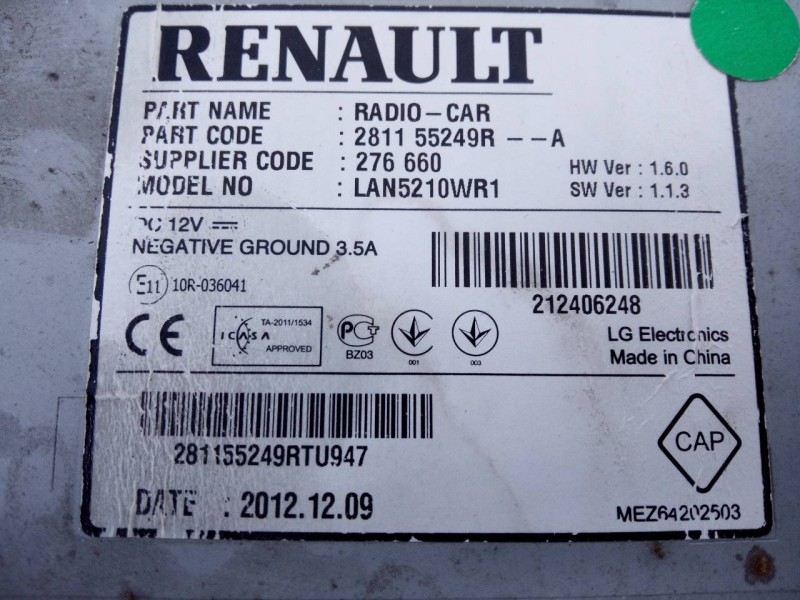 RENAULT
PART NAME : RADIO-CAR
PART CODE : 2811 55249R --A
SUPPLIER CODE : 276 660 HW Ver : 1.6.0
MODEL NO : LAN5210WR1 SW Ver : 1.1.3
DC 12V
NEGATIVE GROUND 3.5A
E11 10R-036041
212406248
CE ICASA TA-2011/1534 APPROVED
BZ03 001 003
LG Electronics
Made in China
281155249RTU947
CAP
DATE : 2012.12.09
MEZ64202503